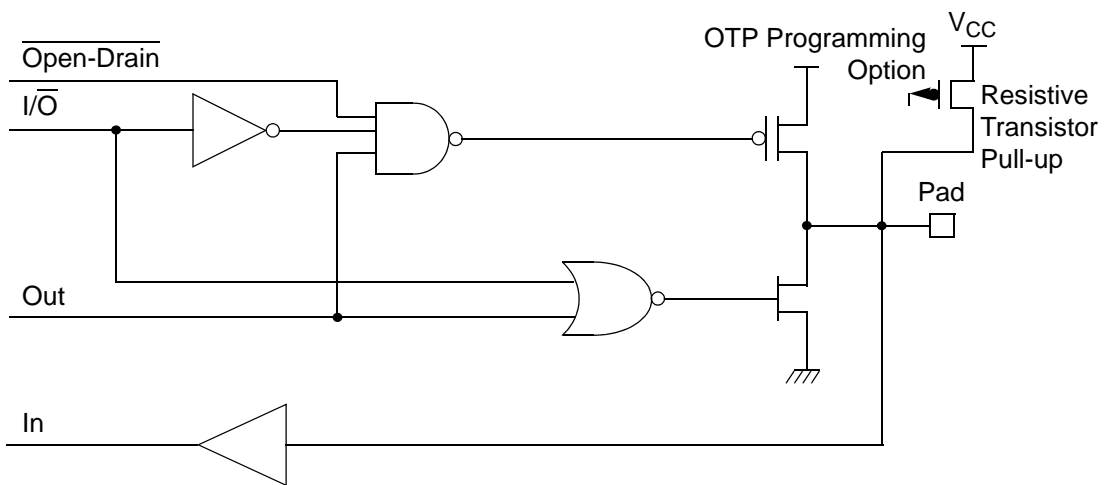 Open-Drain
I/O
Out
In
OTP Programming
Option
VCC
Resistive
Transistor
Pull-up
Pad